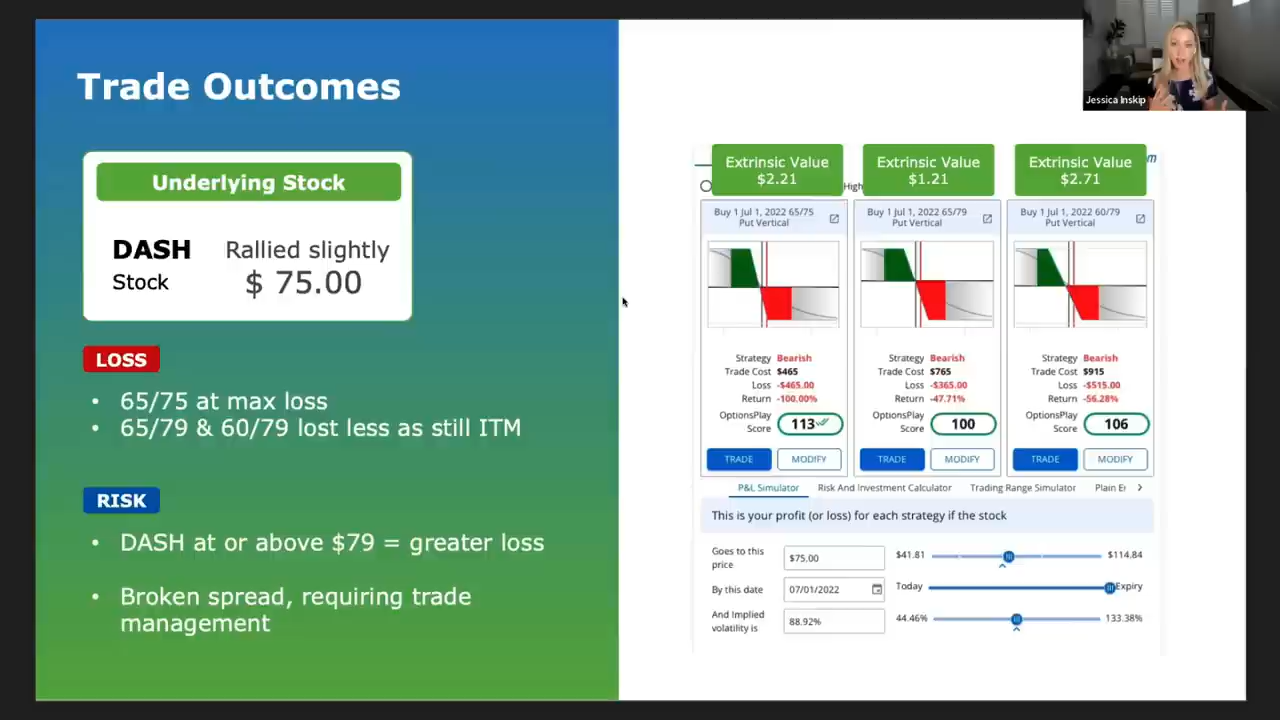 Trade Outcomes
Underlying Stock
DASH Rallied slightly
Stock $ 75.00
LOSS
• 65/75 at max loss
• 65/79 & 60/79 lost less as still ITM
RISK
• DASH at or above $79 = greater loss
• Broken spread, requiring trade
management
Jessica Inskip
Extrinsic Value
$2.21
Extrinsic Value
$1.21
Extrinsic Value
$2.71
High
m
Buy 1 Jul 1, 2022 65/75
Put Vertical
Strategy Bearish
Trade Cost $465
Loss -$465.00
Return -100.00%
OptionsPlay
Score
113
TRADE MODIFY
Buy 1 Jul 1, 2022 65/79
Put Vertical
Strategy Bearish
Trade Cost $765
Loss -$365.00
Return -47.71%
OptionsPlay
Score
100
TRADE MODIFY
Buy 1 Jul 1, 2022 60/79
Put Vertical
Strategy Bearish
Trade Cost $915
Loss -$515.00
Return -56.28%
OptionsPlay
Score
106
TRADE MODIFY
P&L Simulator Risk And Investment Calculator Trading Range Simulator Plain E
This is your profit (or loss) for each strategy if the stock
Goes to this
price
$75.00
$41.81 $114.84
By this date
07/01/2022
Today Expiry
And Implied
volatility is
88.92%
44.46% 133.38%